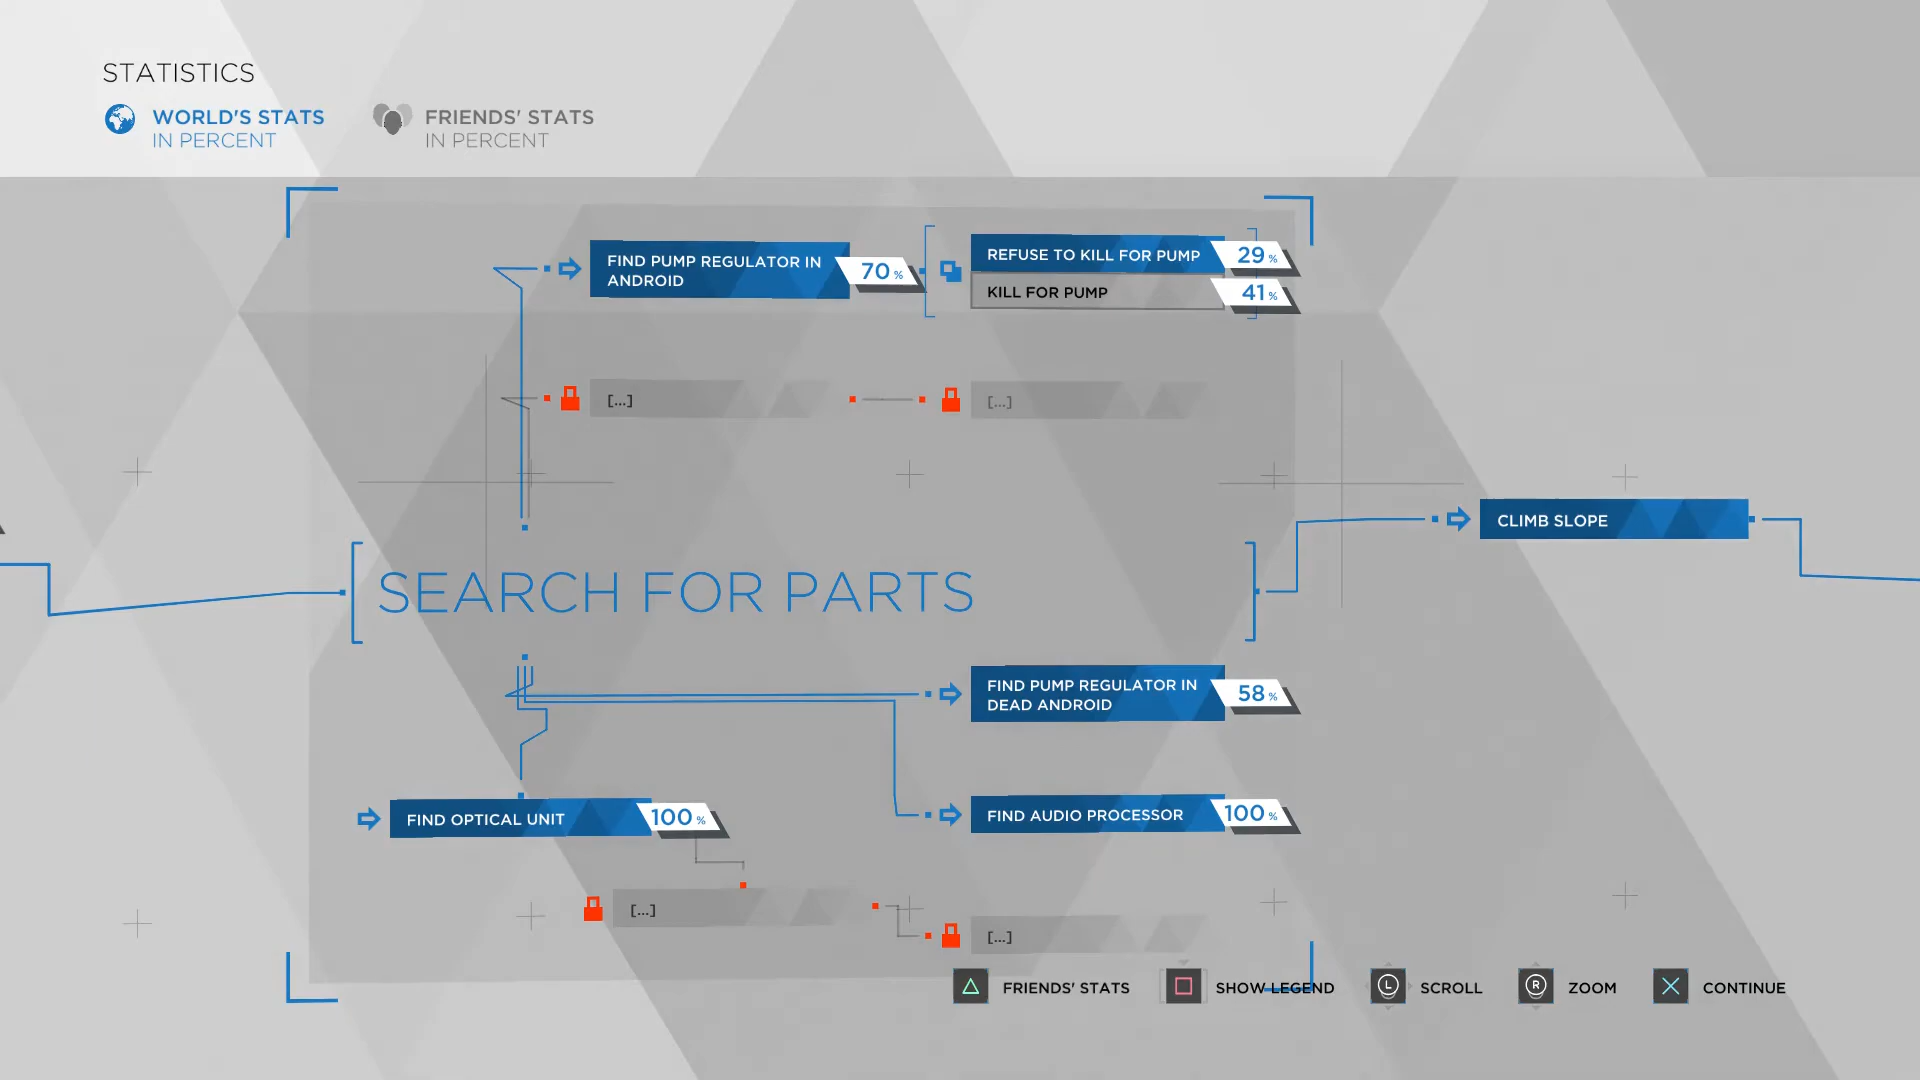 STATISTICS
WORLD'S STATS
IN PERCENT
FRIENDS' STATS
IN PERCENT
FIND PUMP REGULATOR IN
ANDROID
70%
REFUSE TO KILL FOR PUMP
29%
KILL FOR PUMP
41%
[...]
[...]
CLIMB SLOPE
SEARCH FOR PARTS
FIND PUMP REGULATOR IN
DEAD ANDROID
58%
FIND OPTICAL UNIT
100%
FIND AUDIO PROCESSOR
100%
[...]
[...]
FRIENDS' STATS
SHOW LEGEND
L
SCROLL
R
ZOOM
CONTINUE